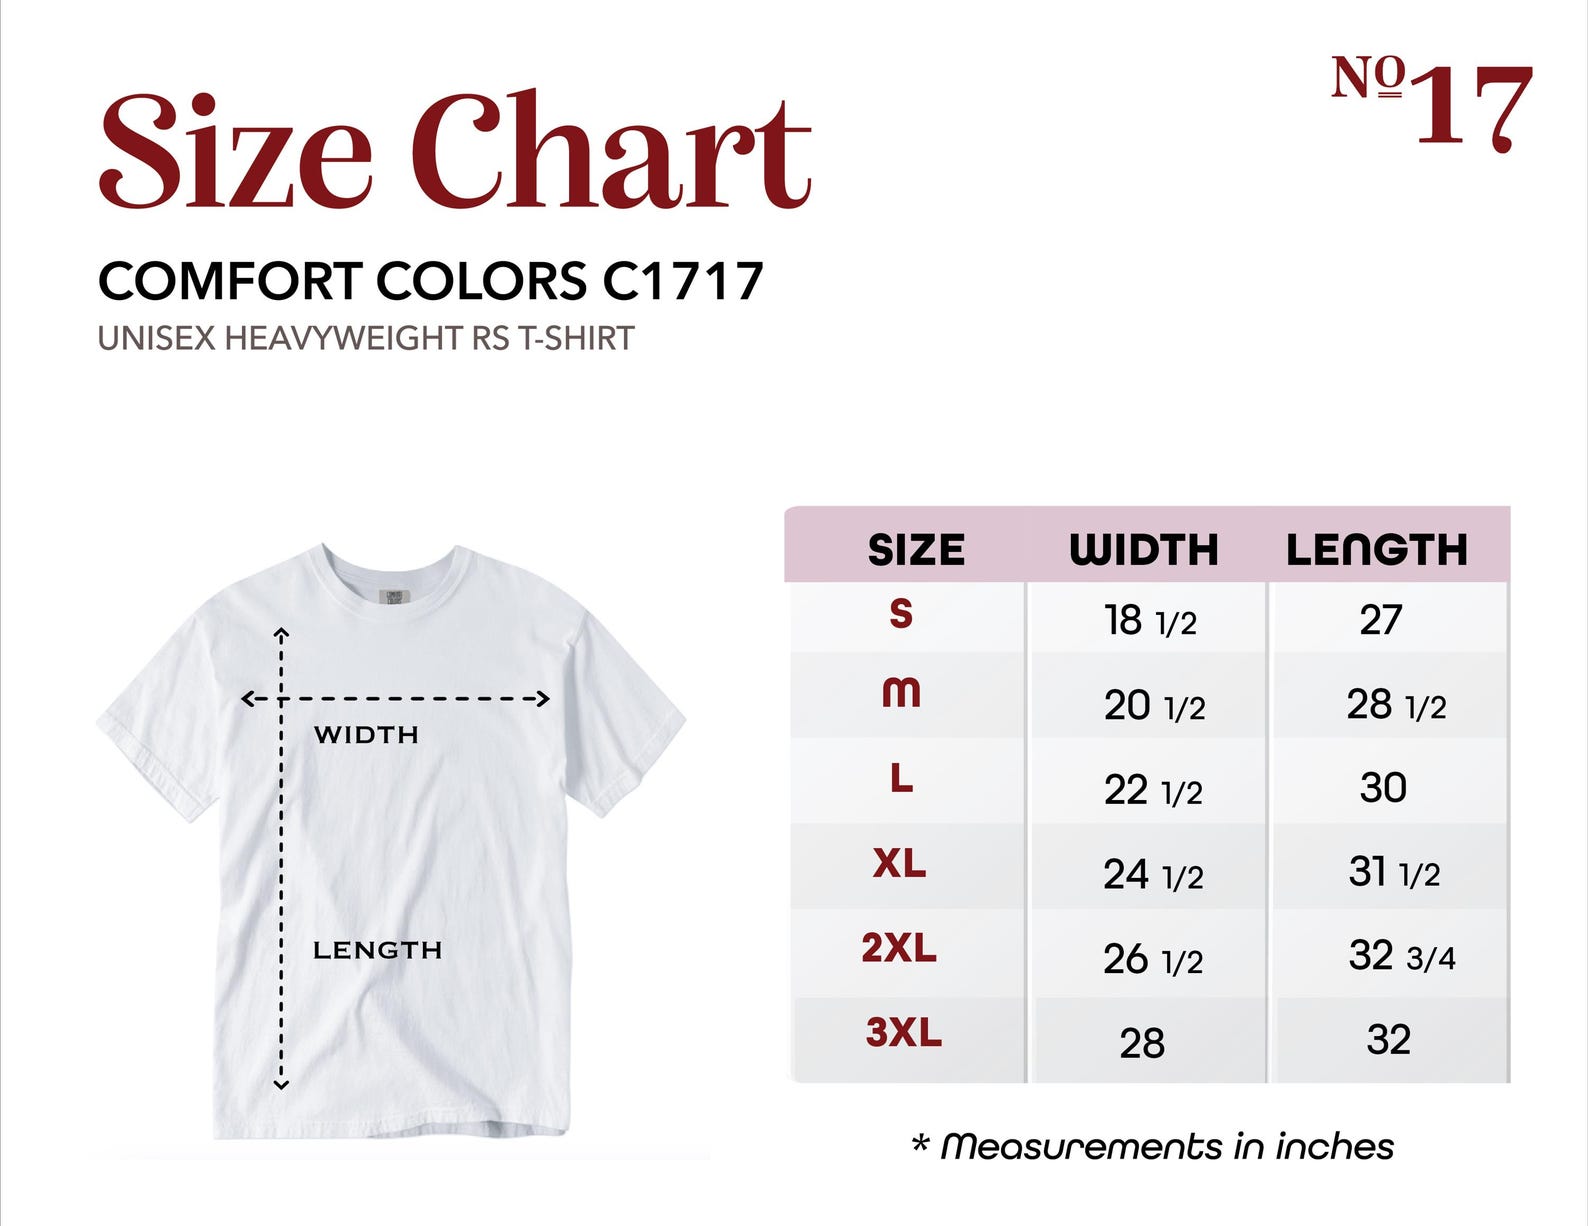 Nº17
Size Chart
COMFORT COLORS C1717
UNISEX HEAVYWEIGHT RS T-SHIRT
COMFORT
COLORS
WIDTH
LENGTH
SIZE WIDTH LENGTH
S 18 1/2 27
M 20 1/2 28 1/2
L 22 1/2 30
XL 24 1/2 31 1/2
2XL 26 1/2 32 3/4
3XL 28 32
* Measurements in inches